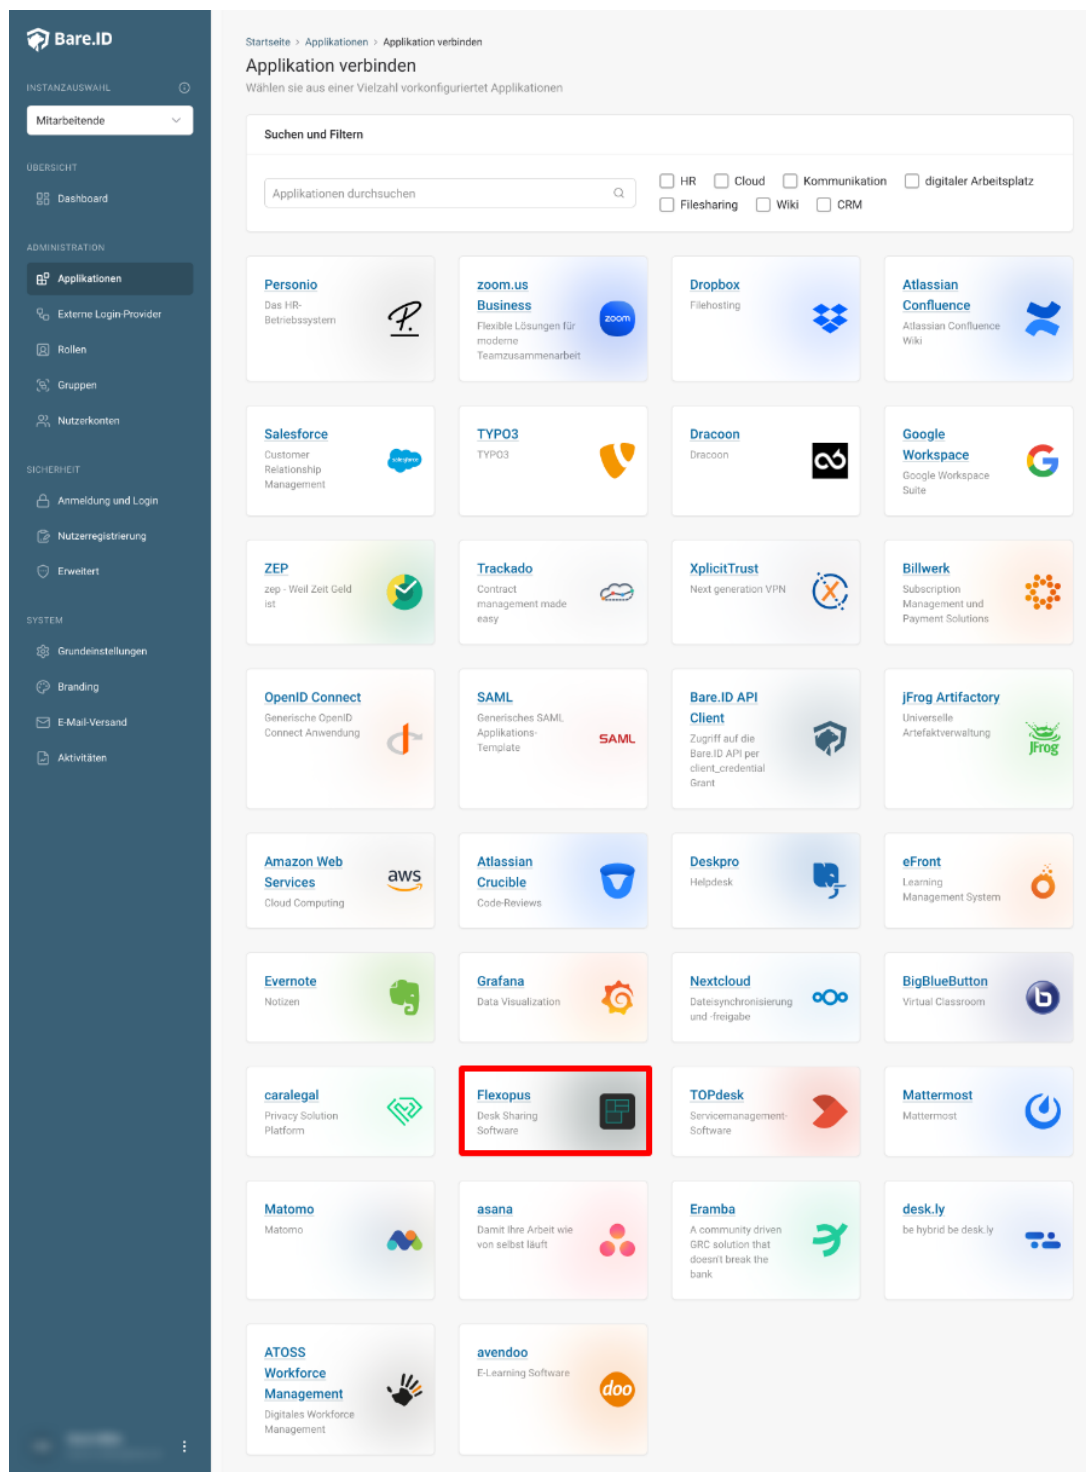 Bare.ID
INSTANZAUSWAHL
Mitarbeitende
ÜBERSICHT
Dashboard
ADMINISTRATION
Applikationen
Externe Login-Provider
Rollen
Gruppen
Nutzerkonten
SICHERHEIT
Anmeldung und Login
Nutzerregistrierung
Erweitert
SYSTEM
Grundeinstellungen
Branding
E-Mail-Versand
Aktivitäten
Startseite > Applikationen > Applikation verbinden
Applikation verbinden
Wählen sie aus einer Vielzahl vorkonfiguriertet Applikationen
Suchen und Filtern
Applikationen durchsuchen
HR Cloud Kommunikation digitaler Arbeitsplatz
Filesharing Wiki CRM
Personio
Das HR-
Betriebssystem
P.
zoom.us
Business
Flexible Lösungen für
moderne
Teamzusammenarbeit
zoom
Dropbox
Filehosting
Atlassian
Confluence
Atlassian Confluence
Wiki
Salesforce
Customer
Relationship
Management
salesforce
TYPO3
TYPO3
Dracoon
Dracoon
Google
Workspace
Google Workspace
Suite
ZEP
zep - Weil Zeit Geld
ist
Trackado
Contract
management made
easy
XplicitTrust
Next generation VPN
Billwerk
Subscription
Management und
Payment Solutions
OpenID Connect
Generische OpenID
Connect Anwendung
SAML
Generisches SAML
Applikations-
Template
SAML
Bare.ID API
Client
Zugriff auf die
Bare.ID API per
client_credential
Grant
jFrog Artifactory
Universelle
Artefaktverwaltung
JFrog
Amazon Web
Services
Cloud Computing
aws
Atlassian
Crucible
Code-Reviews
Deskpro
Helpdesk
eFront
Learning
Management System
Evernote
Notizen
Grafana
Data Visualization
Nextcloud
Dateisynchronisierung
und -freigabe
BigBlueButton
Virtual Classroom
b
caralegal
Privacy Solution
Platform
Flexopus
Desk Sharing
Software
TOPdesk
Servicemanagement-
Software
Mattermost
Mattermost
Matomo
Matomo
asana
Damit Ihre Arbeit wie
von selbst läuft
Eramba
A community driven
GRC solution that
doesn't break the
bank
desk.ly
be hybrid be desk.ly
ATOSS
Workforce
Management
Digitales Workforce
Management
avendoo
E-Learning Software
doo